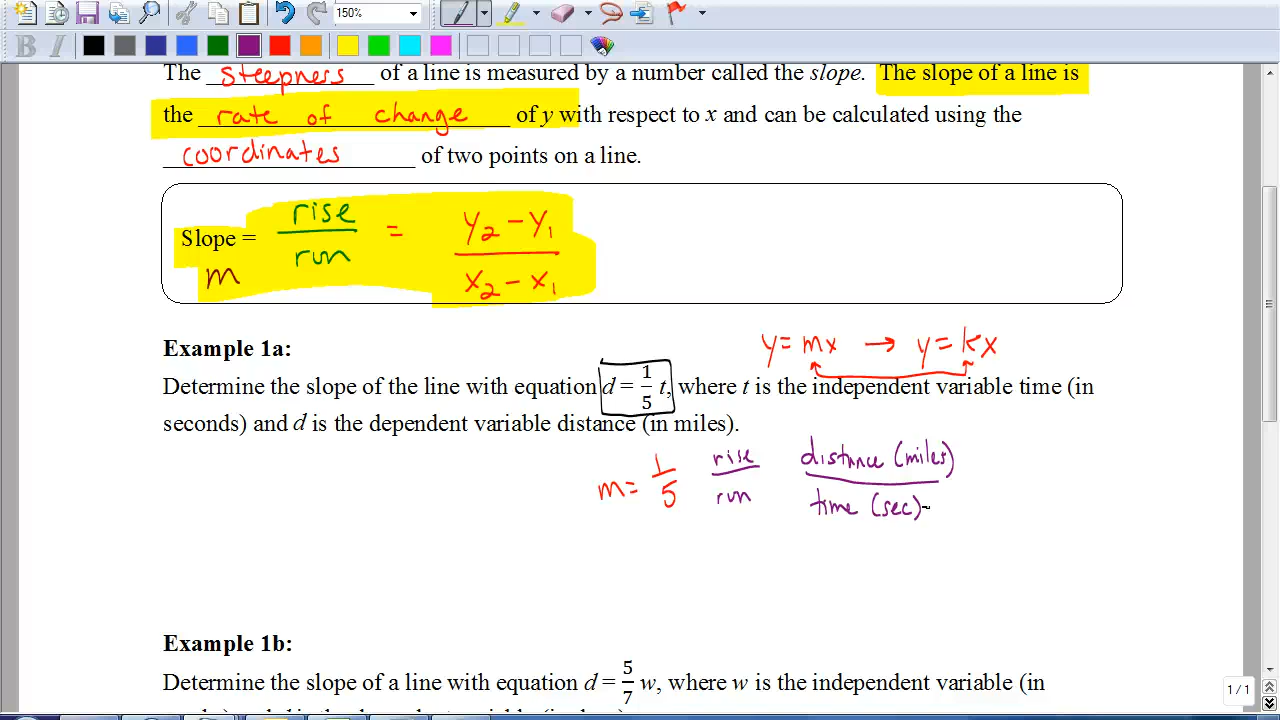 150%
B I
The steepness of a line is measured by a number called the slope. The slope of a line is
the rate of change of y with respect to x and can be calculated using the
coordinates of two points on a line.
Slope = rise/run = y₂ − y₁/x₂ − x₁
m
Example 1a:
y = mx → y = kx
Determine the slope of the line with equation d = 1/5 t, where t is the independent variable time (in
seconds) and d is the dependent variable distance (in miles).
m = 1/5 rise/run distance (miles)/time (sec)
Example 1b:
Determine the slope of a line with equation d = 5/7 w, where w is the independent variable (in
1/1